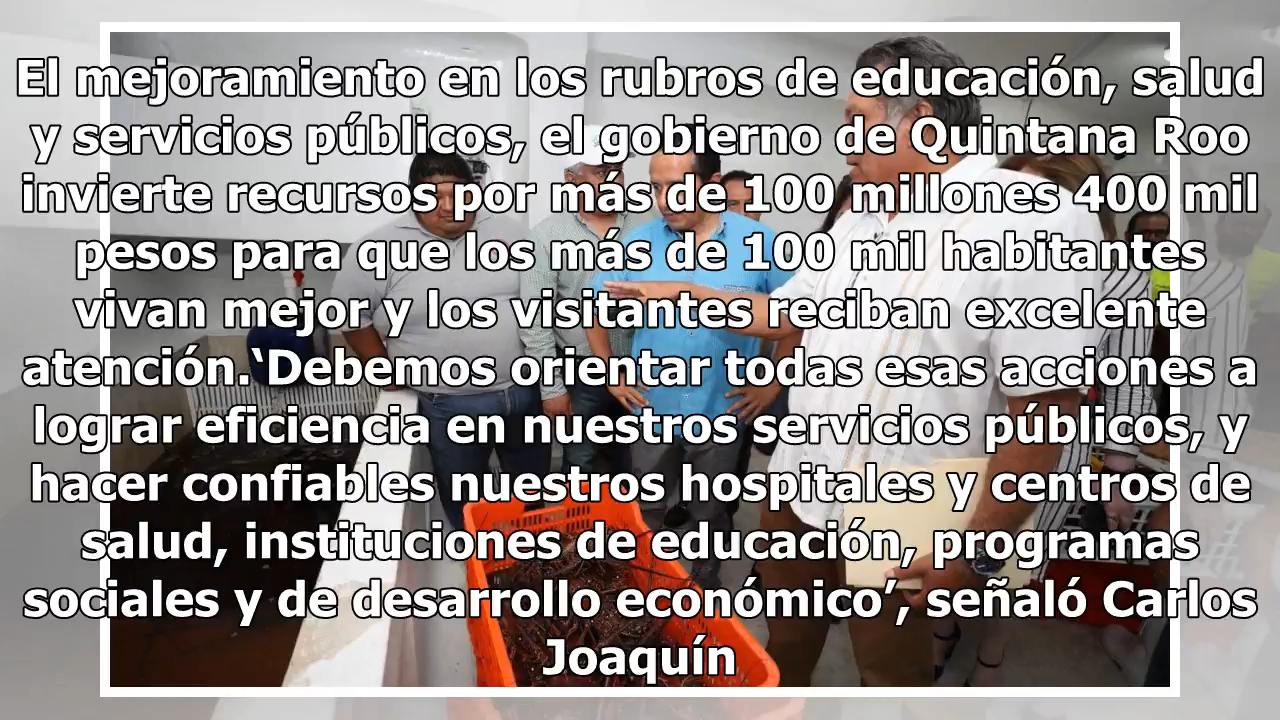 El mejoramiento en los rubros de educación, salud
y servicios públicos, el gobierno de Quintana Roo
invierte recursos por más de 100 millones 400 mil
pesos para que los más de 100 mil habitantes
vivan mejor y los visitantes reciban excelente
atención. ‘Debemos orientar todas esas acciones a
lograr eficiencia en nuestros servicios públicos, y
hacer confiables nuestros hospitales y centros de
salud, instituciones de educación, programas
sociales y de desarrollo económico’, señaló Carlos
Joaquín